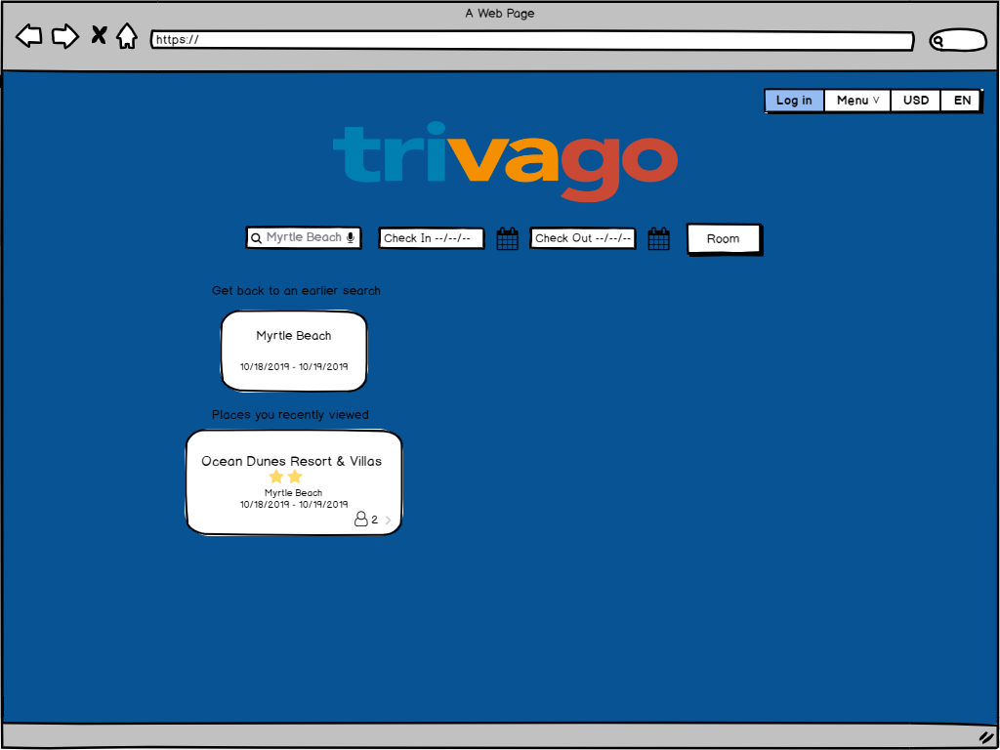 A Web Page
https://
Log in Menu v USD EN
trivago
Myrtle Beach Check In --/--/-- Check Out --/--/-- Room
Get back to an earlier search
Myrtle Beach
10/18/2019 - 10/19/2019
Places you recently viewed
Ocean Dunes Resort & Villas
Myrtle Beach
10/18/2019 - 10/19/2019
2